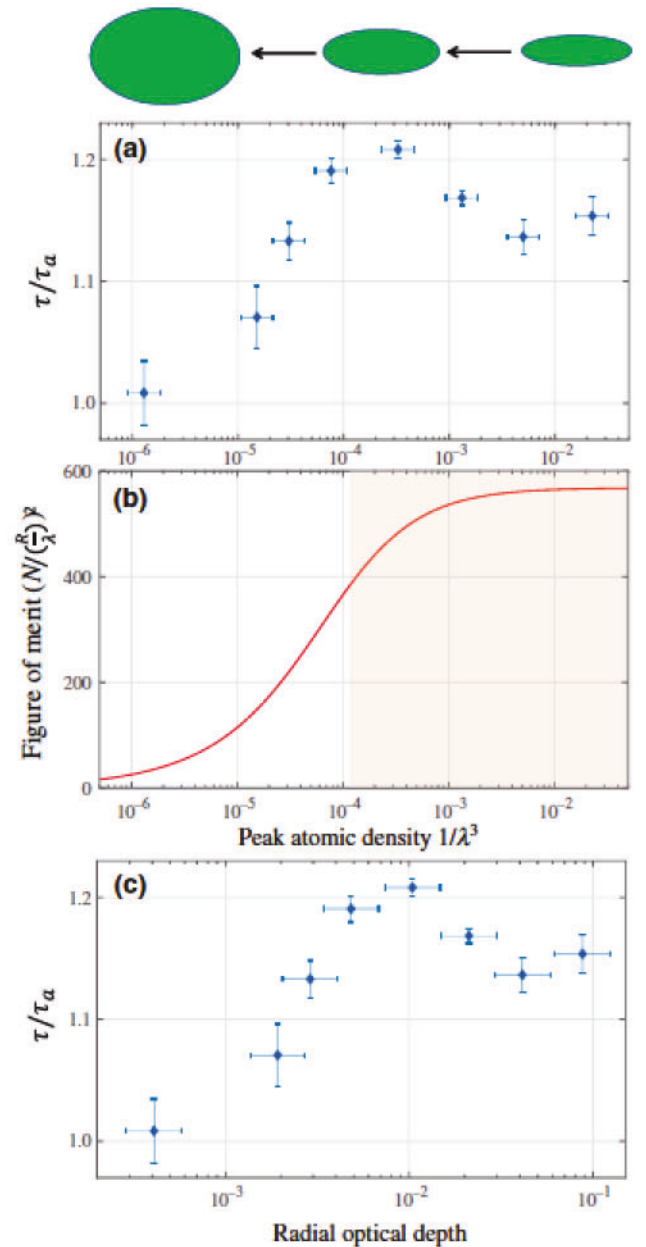 (a)
1.2
1.1
1.0
τ/τₐ
10⁻⁶ 10⁻⁵ 10⁻⁴ 10⁻³ 10⁻²
(b)
600
400
200
0
Figure of merit (N/(R/λ)²)
10⁻⁶ 10⁻⁵ 10⁻⁴ 10⁻³ 10⁻²
Peak atomic density 1/λ³
(c)
1.2
1.1
1.0
τ/τₐ
10⁻³ 10⁻² 10⁻¹
Radial optical depth